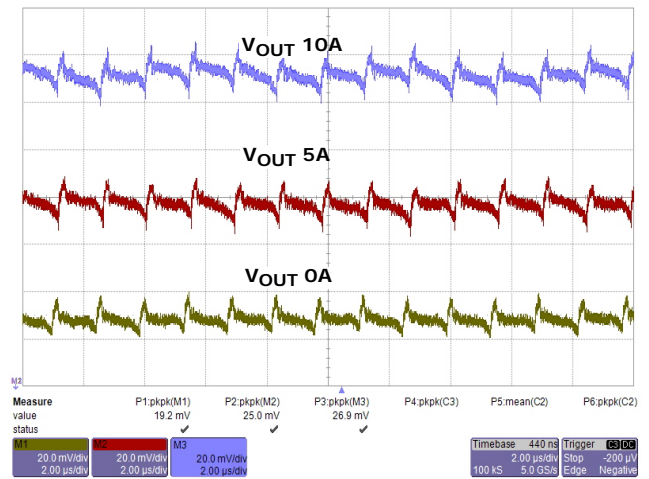 VOUT 10A
VOUT 5A
VOUT 0A
M3
Measure P1:pkpk(M1) P2:pkpk(M2) P3:pkpk(M3) P4:pkpk(C3) P5:mean(C2) P6:pkpk(C2)
value 19.2 mV 25.0 mV 26.9 mV
status ✔ ✔ ✔
M1 M2 M3 Timebase 440 ns Trigger C3 DC
20.0 mV/div 20.0 mV/div 20.0 mV/div 2.00 µs/div Stop -200 µV
2.00 µs/div 2.00 µs/div 2.00 µs/div 100 kS 5.0 GS/s Edge Negative